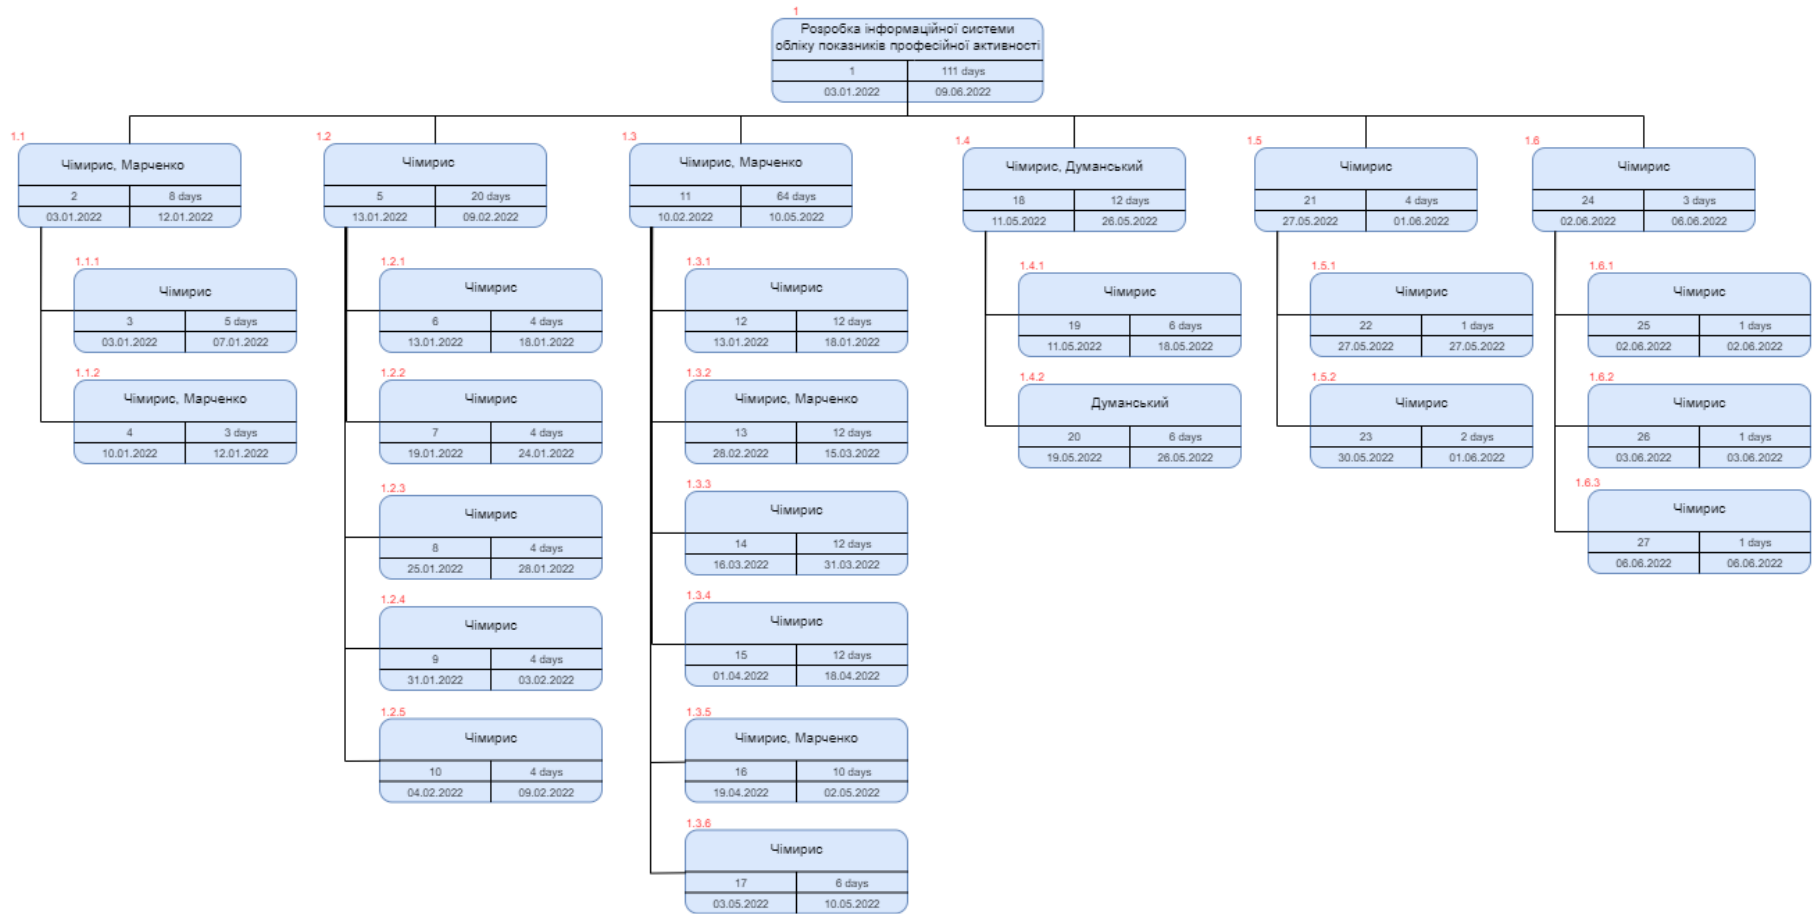 1
Розробка інформаційної системи
обліку показників професійної активності
1 111 days
03.01.2022 09.06.2022
1.1
Чімирис, Марченко
2 8 days
03.01.2022 12.01.2022
1.1.1
Чімирис
3 5 days
03.01.2022 07.01.2022
1.1.2
Чімирис, Марченко
4 3 days
10.01.2022 12.01.2022
1.2
Чімирис
5 20 days
13.01.2022 09.02.2022
1.2.1
Чімирис
6 4 days
13.01.2022 18.01.2022
1.2.2
Чімирис
7 4 days
19.01.2022 24.01.2022
1.2.3
Чімирис
8 4 days
25.01.2022 28.01.2022
1.2.4
Чімирис
9 4 days
31.01.2022 03.02.2022
1.2.5
Чімирис
10 4 days
04.02.2022 09.02.2022
1.3
Чімирис, Марченко
11 64 days
10.02.2022 10.05.2022
1.3.1
Чімирис
12 12 days
13.01.2022 18.01.2022
1.3.2
Чімирис, Марченко
13 12 days
28.02.2022 15.03.2022
1.3.3
Чімирис
14 12 days
16.03.2022 31.03.2022
1.3.4
Чімирис
15 12 days
01.04.2022 18.04.2022
1.3.5
Чімирис, Марченко
16 10 days
19.04.2022 02.05.2022
1.3.6
Чімирис
17 6 days
03.05.2022 10.05.2022
1.4
Чімирис, Думанський
18 12 days
11.05.2022 26.05.2022
1.4.1
Чімирис
19 6 days
11.05.2022 18.05.2022
1.4.2
Думанський
20 6 days
19.05.2022 26.05.2022
1.5
Чімирис
21 4 days
27.05.2022 01.06.2022
1.5.1
Чімирис
22 1 days
27.05.2022 27.05.2022
1.5.2
Чімирис
23 2 days
30.05.2022 01.06.2022
1.6
Чімирис
24 3 days
02.06.2022 06.06.2022
1.6.1
Чімирис
25 1 days
02.06.2022 02.06.2022
1.6.2
Чімирис
26 1 days
03.06.2022 03.06.2022
1.6.3
Чімирис
27 1 days
06.06.2022 06.06.2022